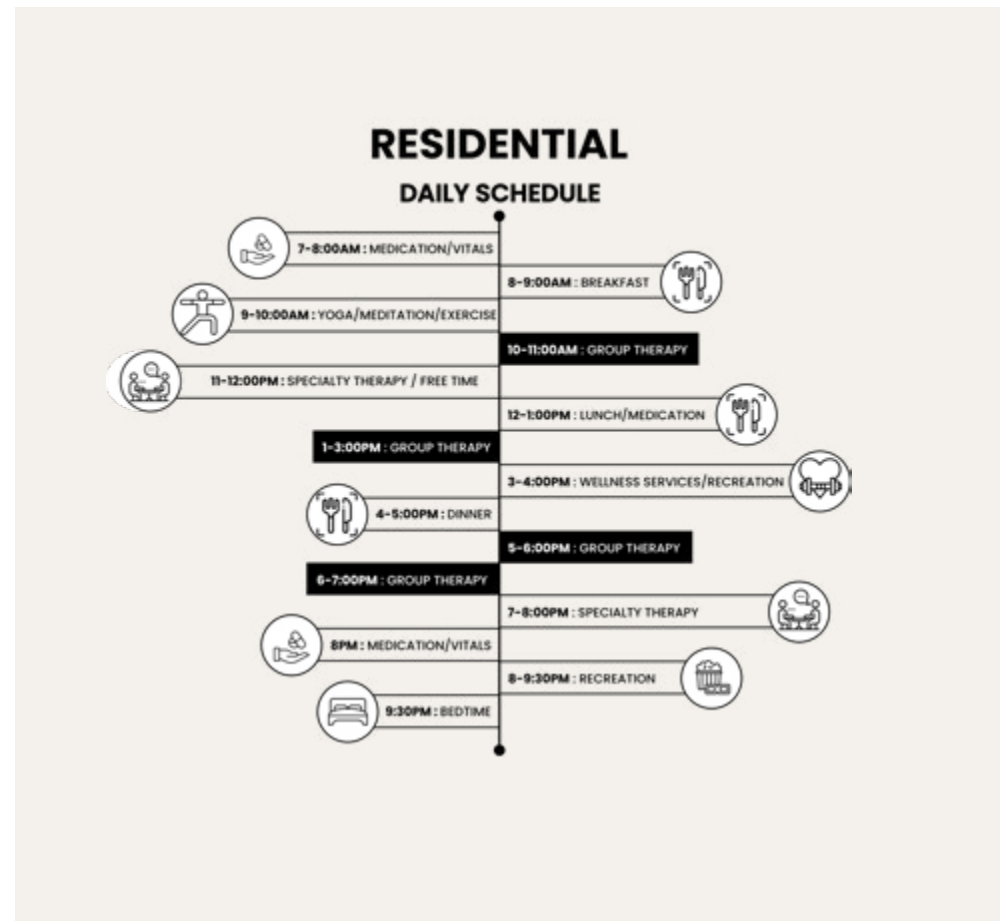 RESIDENTIAL
DAILY SCHEDULE
7-8:00AM : MEDICATION/VITALS
8-9:00AM : BREAKFAST
9-10:00AM : YOGA/MEDITATION/EXERCISE
10-11:00AM : GROUP THERAPY
11-12:00PM : SPECIALTY THERAPY / FREE TIME
12-1:00PM : LUNCH/MEDICATION
1-3:00PM : GROUP THERAPY
3-4:00PM : WELLNESS SERVICES/RECREATION
4-5:00PM : DINNER
5-6:00PM : GROUP THERAPY
6-7:00PM : GROUP THERAPY
7-8:00PM : SPECIALTY THERAPY
8PM : MEDICATION/VITALS
8-9:30PM : RECREATION
9:30PM : BEDTIME